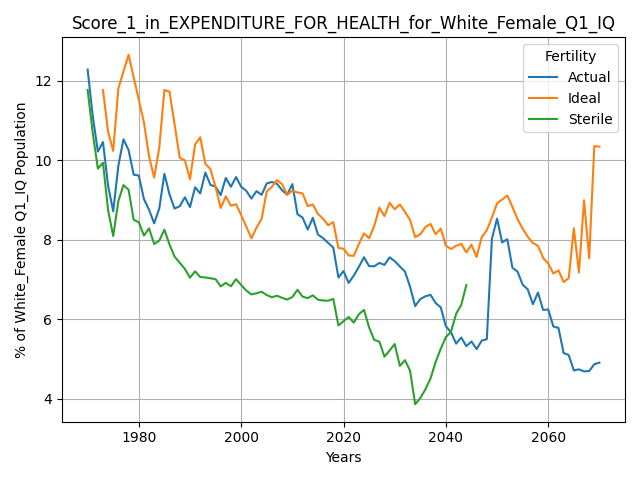 Score_1_in_EXPENDITURE_FOR_HEALTH_for_White_Female_Q1_IQ
Fertility
Actual
Ideal
Sterile
% of White_Female Q1_IQ Population
12
10
8
6
4
1980
2000
2020
2040
2060
Years